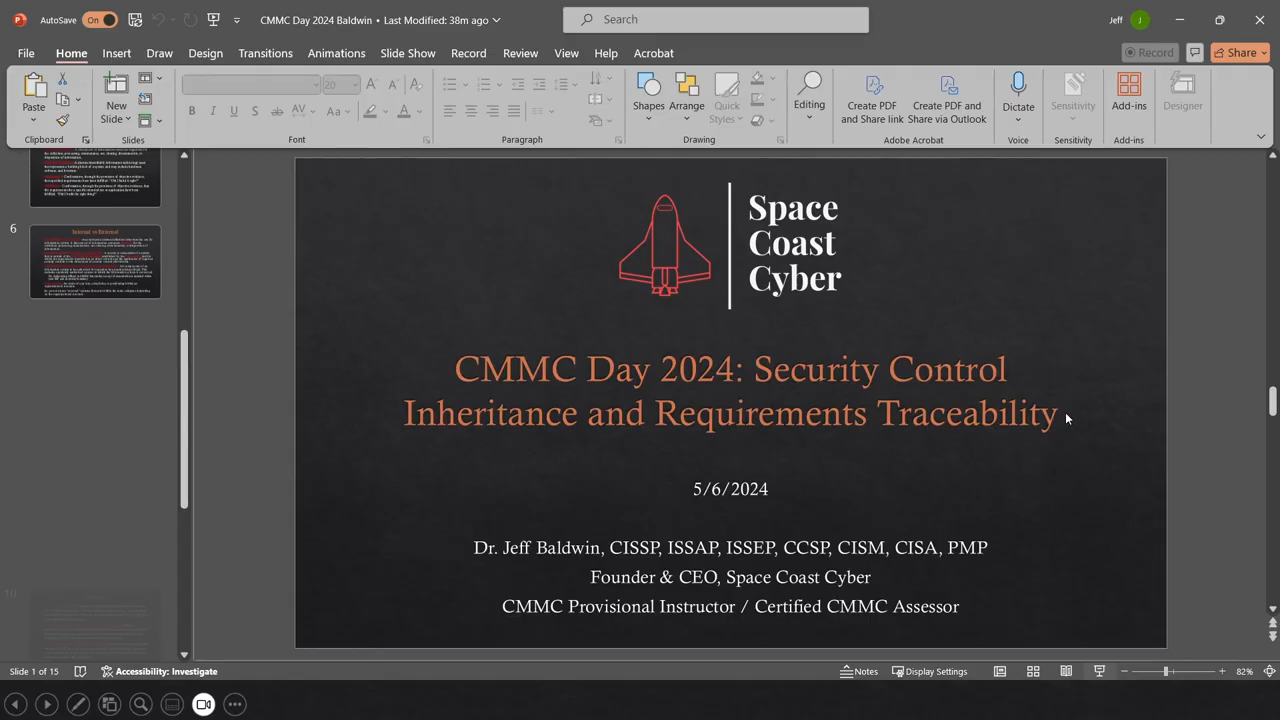 AutoSave On CMMC Day 2024 Baldwin • Last Modified: 38m ago Search Jeff J
File Home Insert Draw Design Transitions Animations Slide Show Record Review View Help Acrobat Record Share
20
Paste New Slide Shapes Arrange Quick Styles Editing Create PDF and Share link Create PDF and Share via Outlook Dictate Sensitivity Add-ins Designer
Clipboard Slides Font Paragraph Drawing Adobe Acrobat Voice Sensitivity Add-ins
6
Internal vs External
10
Space
Coast
Cyber
CMMC Day 2024: Security Control
Inheritance and Requirements Traceability
5/6/2024
Dr. Jeff Baldwin, CISSP, ISSAP, ISSEP, CCSP, CISM, CISA, PMP
Founder & CEO, Space Coast Cyber
CMMC Provisional Instructor / Certified CMMC Assessor
Slide 1 of 15 Accessibility: Investigate Notes Display Settings 82%